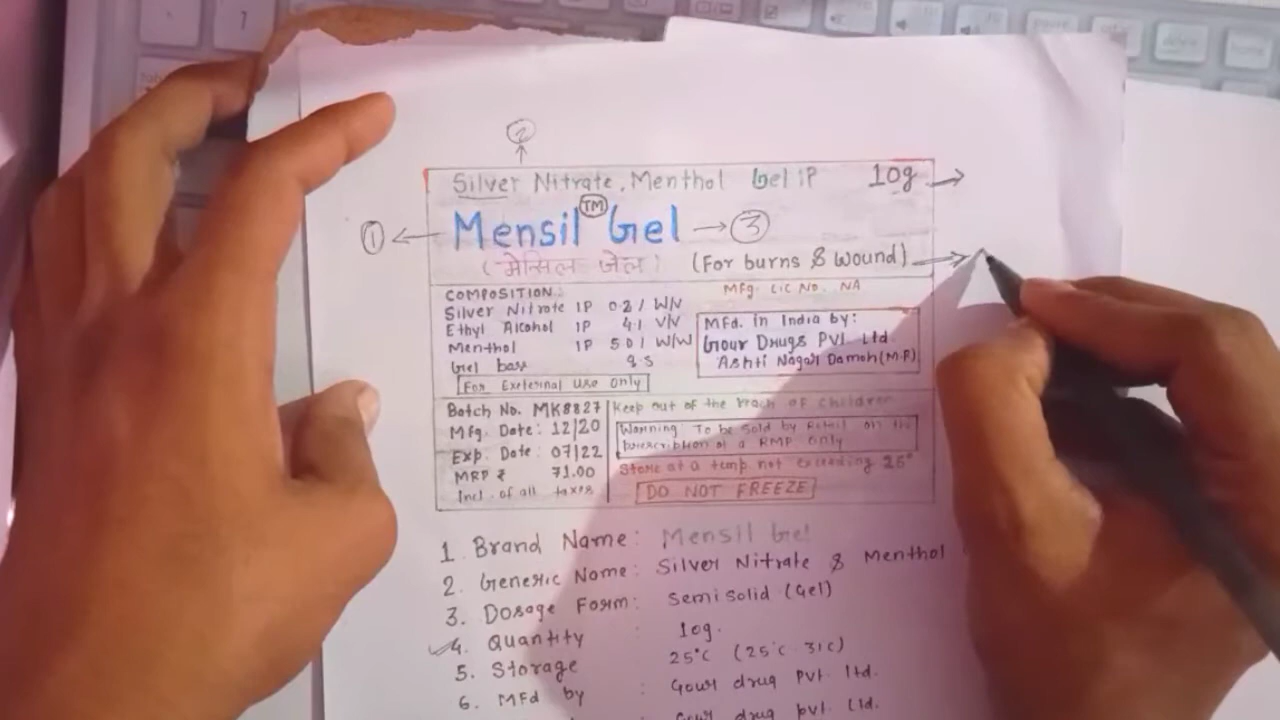 ②
Silver Nitrate, Menthol Gel IP 10g
TM
① Mensil Gel ③
(मेन्सिल जेल) (For burns & wound)
COMPOSITION: Mfg. Lic No. NA
Silver Nitrate IP 0.2% W/V
Ethyl Alcohol IP 4.1 V/V
Menthol IP 5.0% W/W
Gel base q.s
For External Use Only
Mfd. in India by:
Gour Drugs Pvt. Ltd.
Ashti Nagar Damoh (M.P)
Batch No. MK8827
Mfg. Date: 12/20
Exp. Date: 07/22
MRP ₹ 71.00
Incl. of all taxes
Keep out of the reach of children
Warning: To be sold by Retail on the
prescription of a RMP only
Store at a temp. not exceeding 25°
DO NOT FREEZE
1. Brand Name: Mensil Gel
2. Generic Name: Silver Nitrate & Menthol
3. Dosage Form: Semisolid (Gel)
4. Quantity : 10g.
5. Storage 25°C (25°C 31C)
6. Mfd by : Gour drug pvt. ltd.
Gour drug pvt. Ltd.